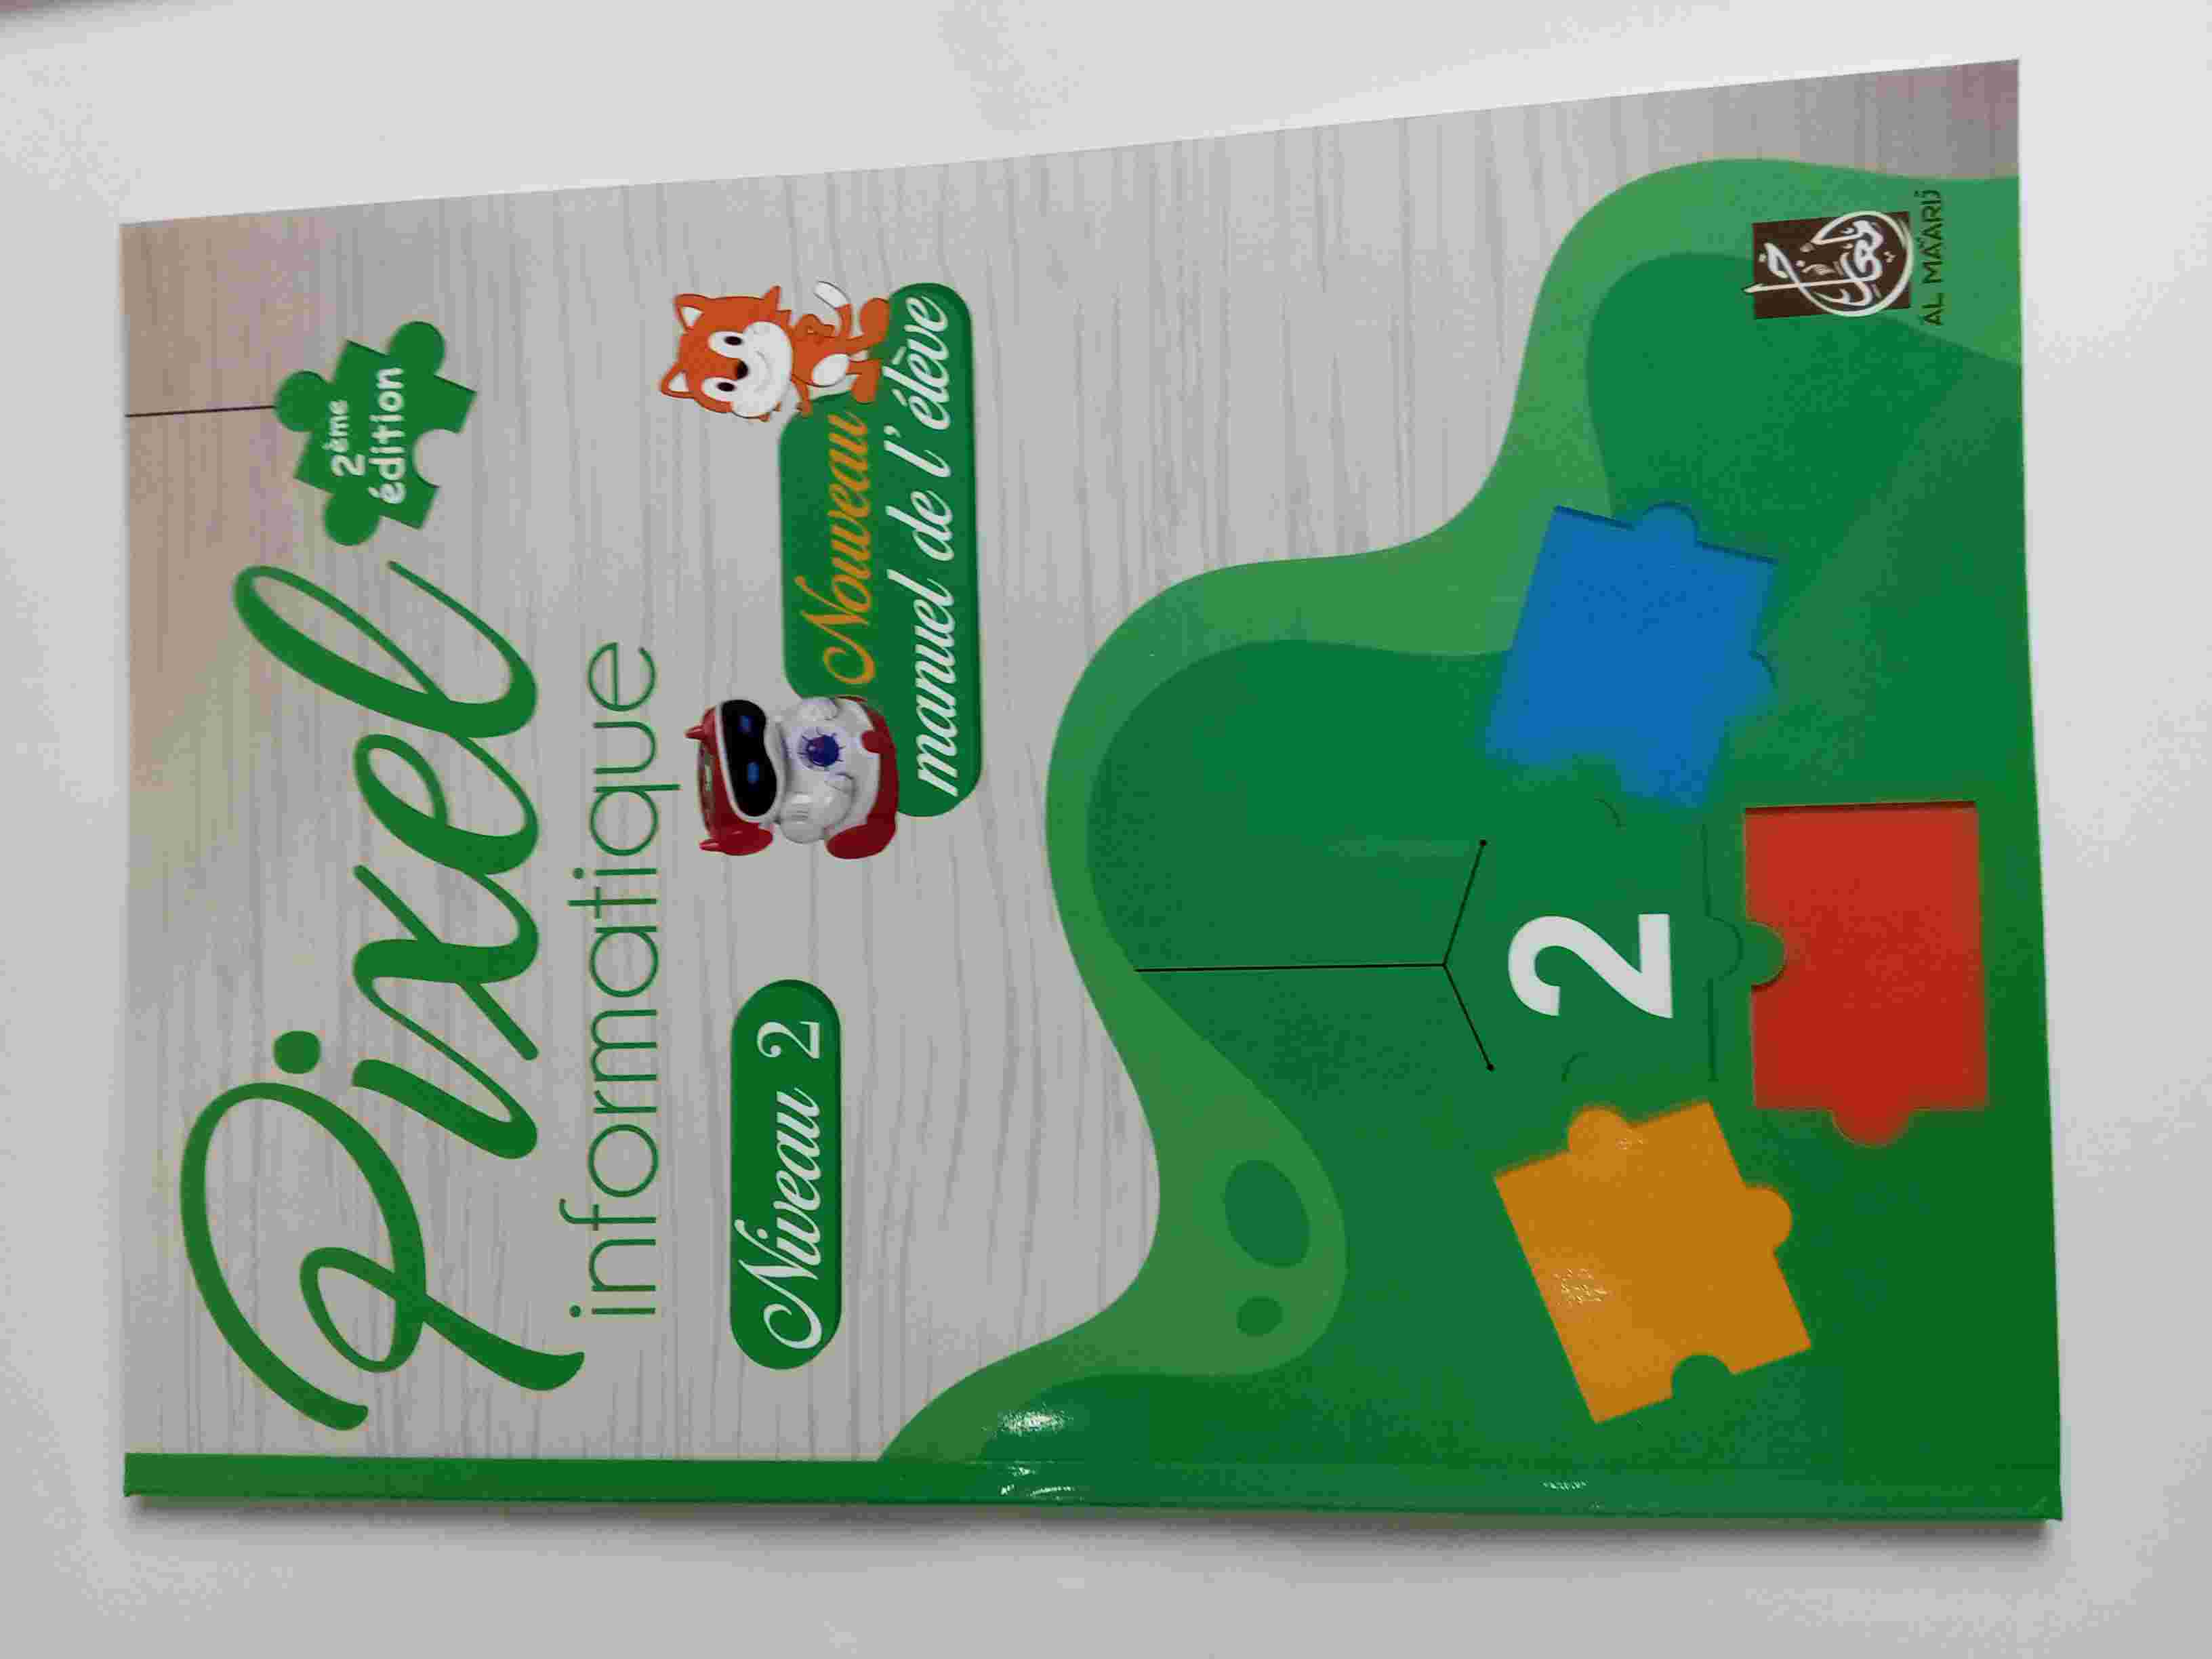 2ème
édition
Pixel
informatique
Niveau 2
Nouveau
manuel de l'élève
2
AL MAARIJ